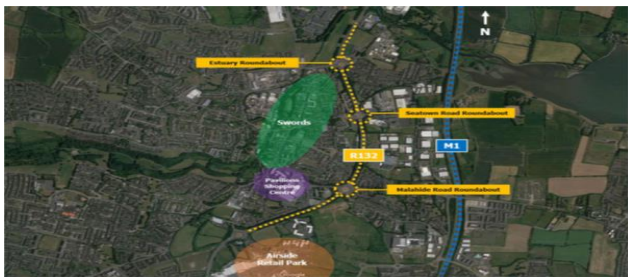 N
Estuary Roundabout
Seatown Road Roundabout
Swords
M1
R132
Pavilions
Shopping
Centre
Malahide Road Roundabout
Airside
Retail Park